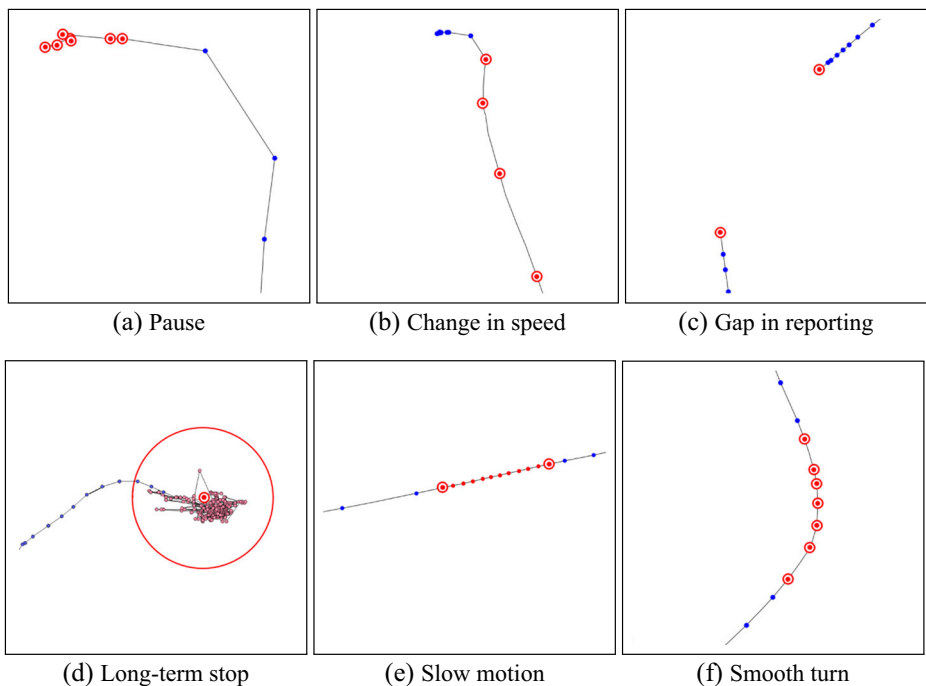 (a) Pause
(b) Change in speed
(c) Gap in reporting
(d) Long-term stop
(e) Slow motion
(f) Smooth turn